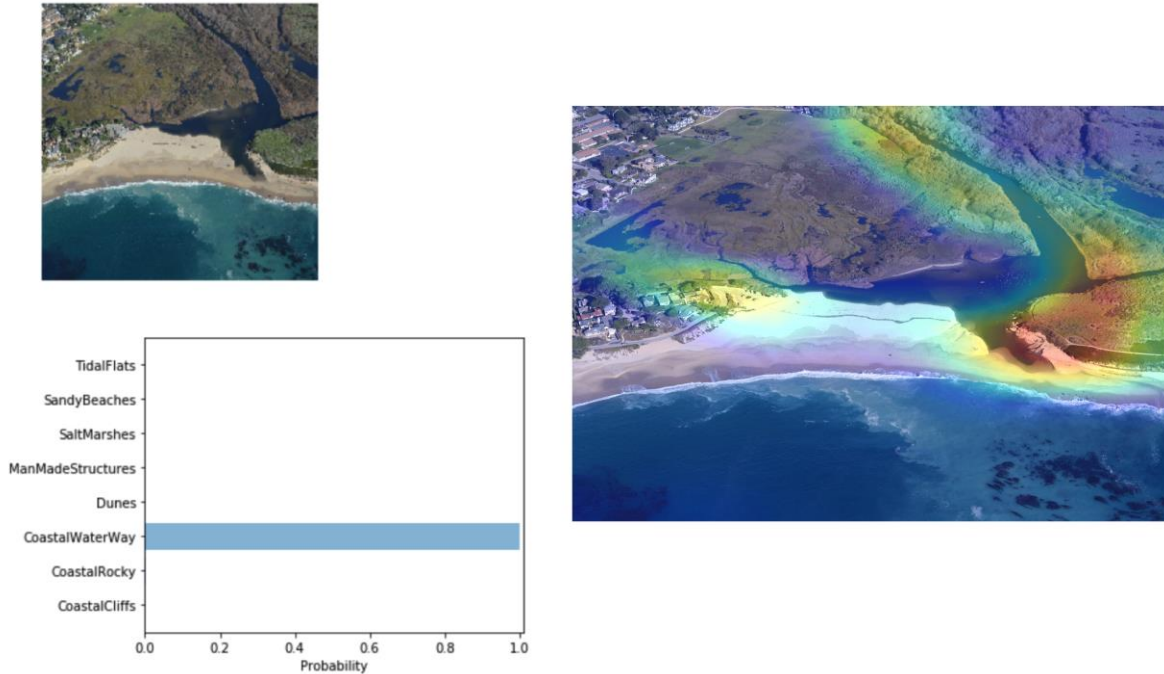 TidalFlats
SandyBeaches
SaltMarshes
ManMadeStructures
Dunes
CoastalWaterWay
CoastalRocky
CoastalCliffs
0.0 0.2 0.4 0.6 0.8 1.0
Probability